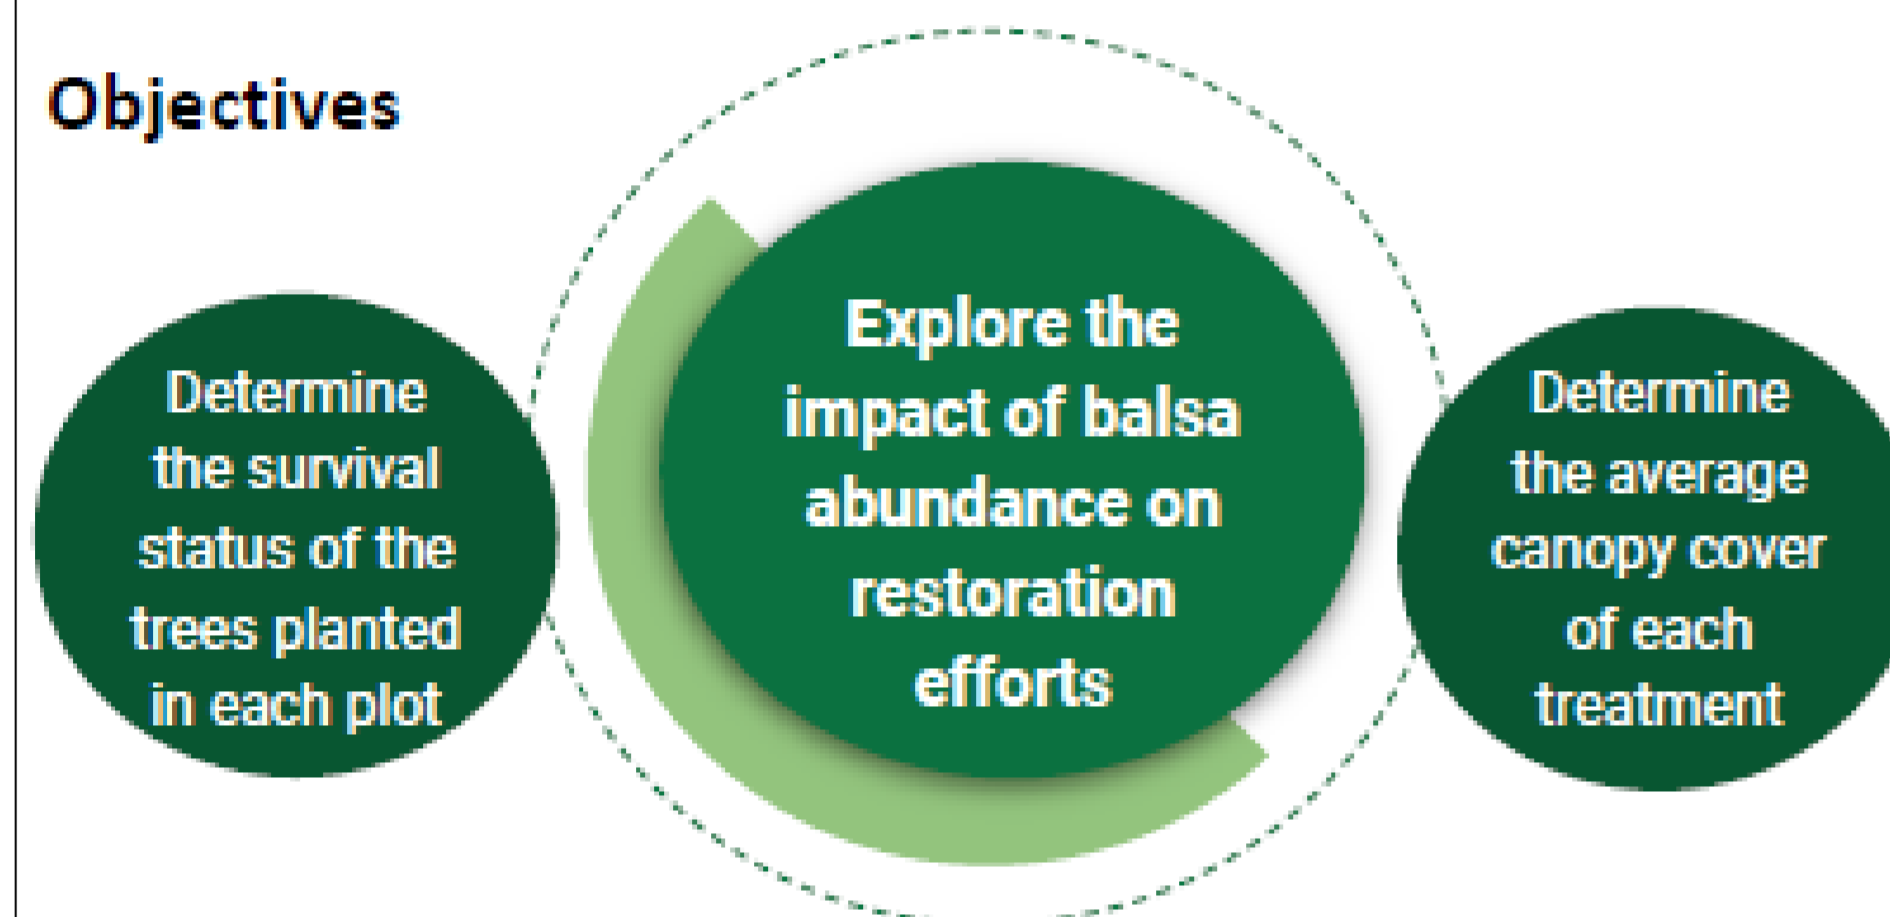 Objectives
Determine
the survival
status of the
trees planted
in each plot
Explore the
impact of balsa
abundance on
restoration
efforts
Determine
the average
canopy cover
of each
treatment